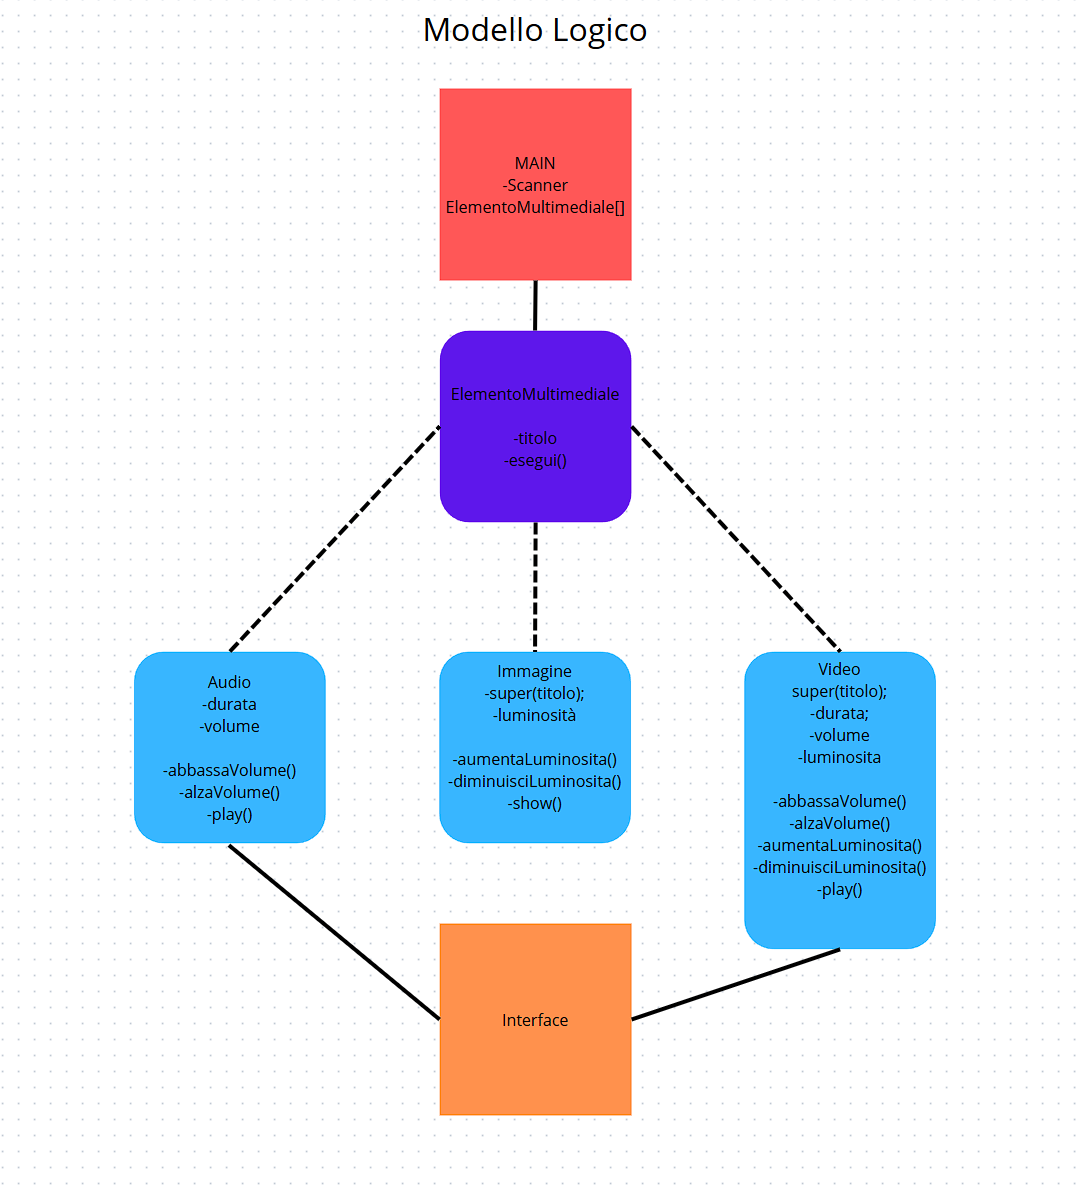 Modello Logico
MAIN
-Scanner
ElementoMultimediale[]
ElementoMultimediale
-titolo
-esegui()
Audio
-durata
-volume
-abbassaVolume()
-alzaVolume()
-play()
Immagine
-super(titolo);
-luminosità
-aumentaLuminosita()
-diminuisciLuminosita()
-show()
Video
super(titolo);
-durata;
-volume
-luminosita
-abbassaVolume()
-alzaVolume()
-aumentaLuminosita()
-diminuisciLuminosita()
-play()
Interface